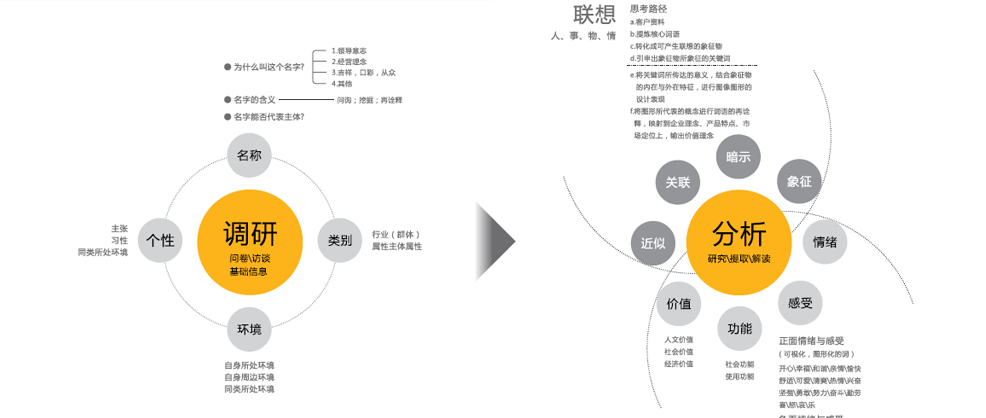 为什么叫这个名字?
1.领导意志
2.经营理念
3.吉祥，口彩，从众
4.其他
名字的含义
问询；挖掘；再诠释
名字能否代表主体?
名称
个性
主张
习性
同类所处环境
调研
问卷\访谈
基础信息
类别
行业（群体）
属性主体属性
环境
自身所处环境
自身周边环境
同类所处环境
联想
人、事、物、情
思考路径
a.客户资料
b.提炼核心词语
c.转化成可产生联想的象征物
d.引申出象征物所象征的关键词
e.将关键词所传达的意义，结合象征物
的内在与外在特征，进行图像图形的
设计表现
f.将图形所代表的概念进行词语的再诠
释，映射到企业理念、产品特点、市
场定位上，输出价值理念
暗示
关联
象征
近似
分析
研究\提取\解读
情绪
价值
功能
感受
人文价值
社会价值
经济价值
社会功能
使用功能
正面情绪与感受
（可视化，图形化的词）
开心\幸福\和谐\亲情\愉快
舒适\可爱\清爽\热情\兴奋
坚强\勇敢\努力\奋斗\勤劳
喜\怒\哀\乐